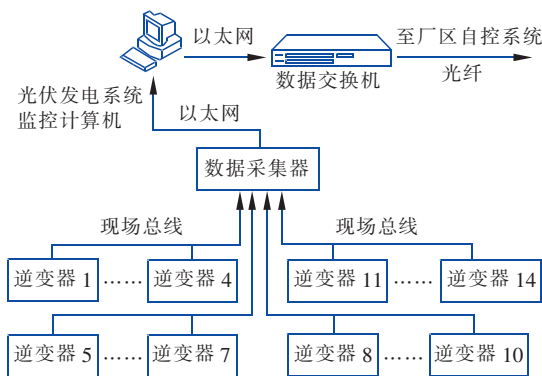 以太网
至厂区自控系统
数据交换机
光纤
光伏发电系统
监控计算机
以太网
数据采集器
现场总线
现场总线
逆变器 1 …… 逆变器 4
逆变器 11 …… 逆变器 14
逆变器 5 …… 逆变器 7
逆变器 8 …… 逆变器 10